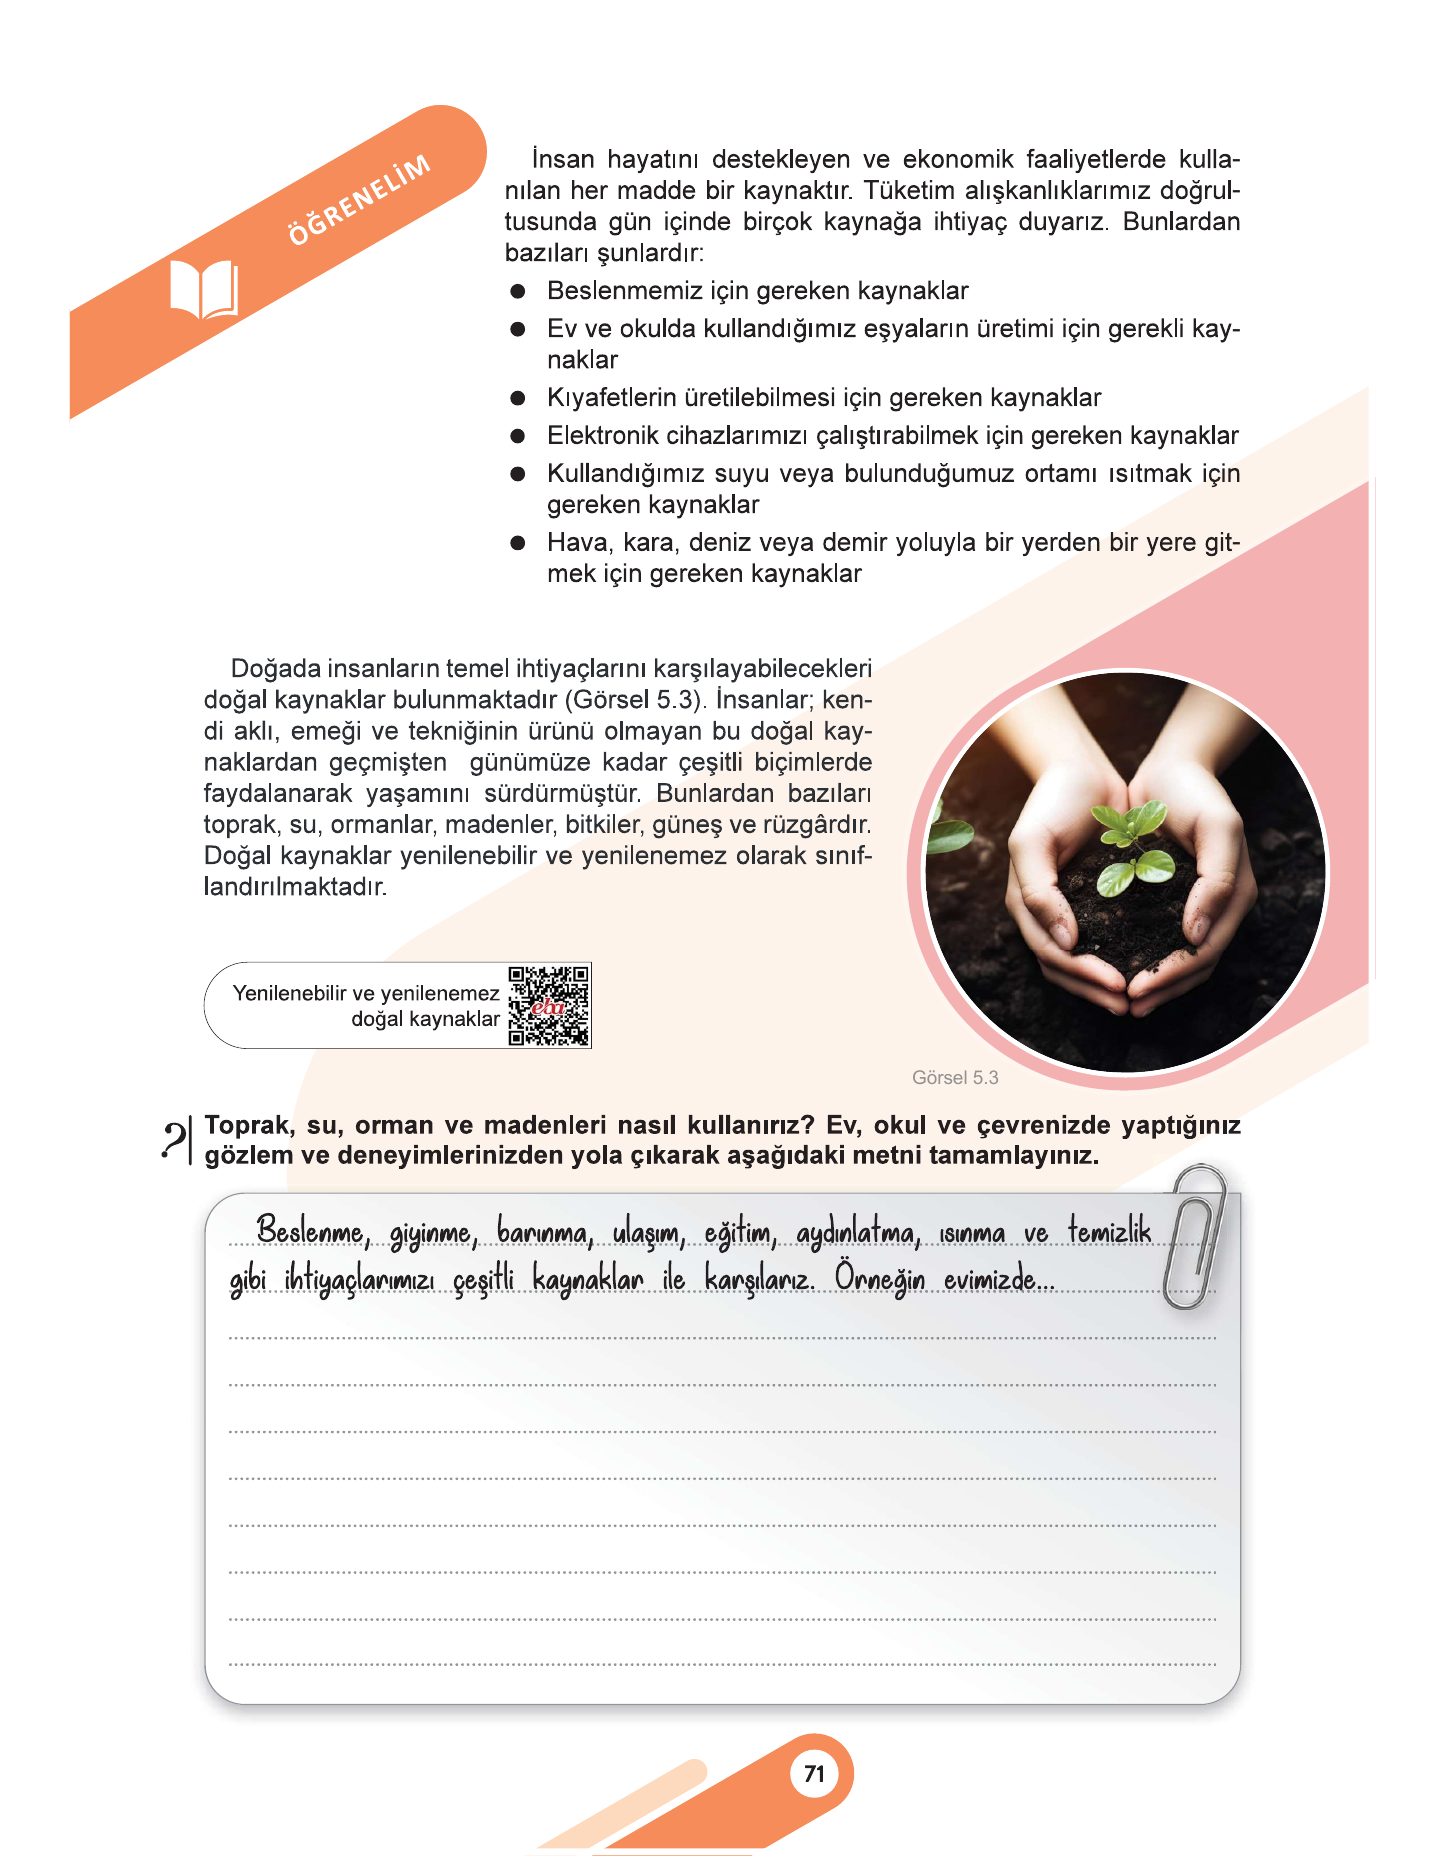 ÖĞRENELİM
İnsan hayatını destekleyen ve ekonomik faaliyetlerde kulla-
nılan her madde bir kaynaktır. Tüketim alışkanlıklarımız doğrul-
tusunda gün içinde birçok kaynağa ihtiyaç duyarız. Bunlardan
bazıları şunlardır:
● Beslenmemiz için gereken kaynaklar
● Ev ve okulda kullandığımız eşyaların üretimi için gerekli kay-
naklar
● Kıyafetlerin üretilebilmesi için gereken kaynaklar
● Elektronik cihazlarımızı çalıştırabilmek için gereken kaynaklar
● Kullandığımız suyu veya bulunduğumuz ortamı ısıtmak için
gereken kaynaklar
● Hava, kara, deniz veya demir yoluyla bir yerden bir yere git-
mek için gereken kaynaklar
Doğada insanların temel ihtiyaçlarını karşılayabilecekleri
doğal kaynaklar bulunmaktadır (Görsel 5.3). İnsanlar; ken-
di aklı, emeği ve tekniğinin ürünü olmayan bu doğal kay-
naklardan geçmişten günümüze kadar çeşitli biçimlerde
faydalanarak yaşamını sürdürmüştür. Bunlardan bazıları
toprak, su, ormanlar, madenler, bitkiler, güneş ve rüzgârdır.
Doğal kaynaklar yenilenebilir ve yenilenemez olarak sınıf-
landırılmaktadır.
Yenilenebilir ve yenilenemez
doğal kaynaklar
eba
Görsel 5.3
?
Toprak, su, orman ve madenleri nasıl kullanırız? Ev, okul ve çevrenizde yaptığınız
gözlem ve deneyimlerinizden yola çıkarak aşağıdaki metni tamamlayınız.
Beslenme, giyinme, barınma, ulaşım, eğitim, aydınlatma, ısınma ve temizlik
gibi ihtiyaçlarımızı çeşitli kaynaklar ile karşılarız. Örneğin evimizde...
71